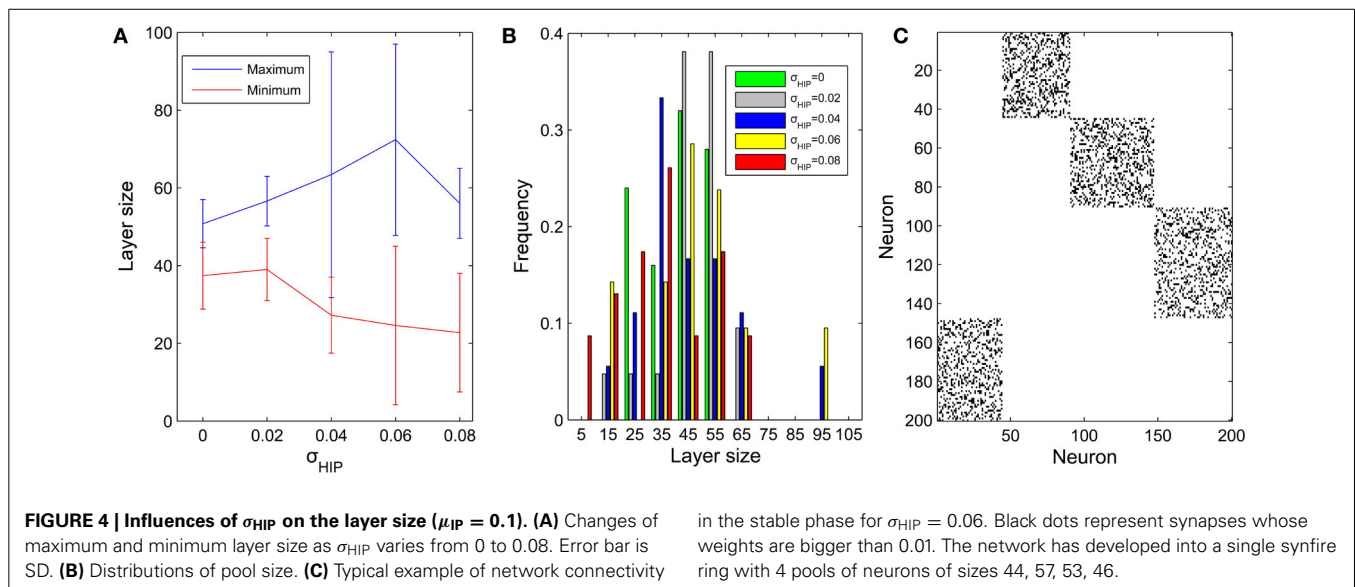 A
100
80
60
40
20
0
Layer size
Maximum
Minimum
0 0.02 0.04 0.06 0.08
σHIP
B
0.4
0.3
0.2
0.1
0
Frequency
σHIP=0
σHIP=0.02
σHIP=0.04
σHIP=0.06
σHIP=0.08
5 15 25 35 45 55 65 75 85 95 105
Layer size
C
20
40
60
80
100
120
140
160
180
200
Neuron
50 100 150 200
Neuron
FIGURE 4 | Influences of σHIP on the layer size (μIP = 0.1). (A) Changes of
maximum and minimum layer size as σHIP varies from 0 to 0.08. Error bar is
SD. (B) Distributions of pool size. (C) Typical example of network connectivity
in the stable phase for σHIP = 0.06. Black dots represent synapses whose
weights are bigger than 0.01. The network has developed into a single synfire
ring with 4 pools of neurons of sizes 44, 57, 53, 46.